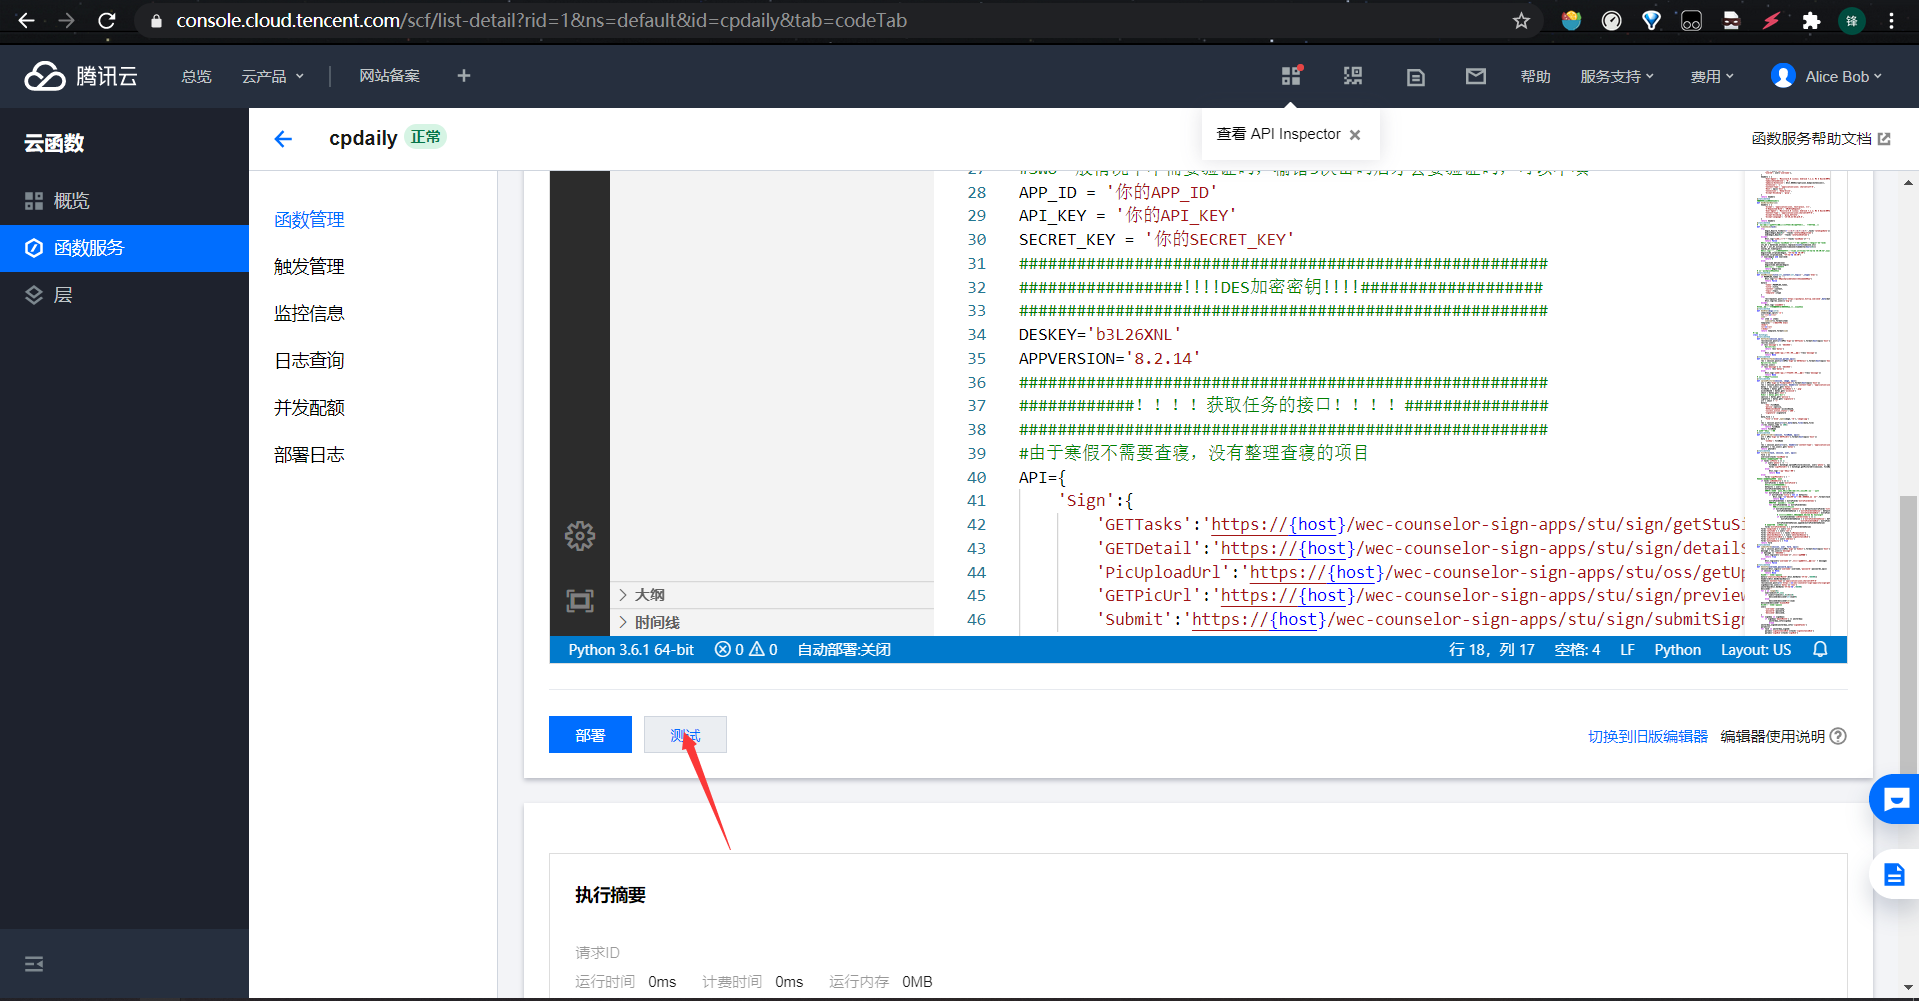 console.cloud.tencent.com/scf/list-detail?rid=1&ns=default&id=cpdaily&tab=codeTab
锋
腾讯云
总览
云产品
网站备案
帮助
服务支持
费用
Alice Bob
云函数
概览
函数服务
层
cpdaily
正常
查看 API Inspector
函数服务帮助文档
函数管理
触发管理
监控信息
日志查询
并发配额
部署日志
28 APP_ID = '你的APP_ID'
29 API_KEY = '你的API_KEY'
30 SECRET_KEY = '你的SECRET_KEY'
31 #######################################################
32 #################!!!!DES加密密钥!!!!###################
33 #######################################################
34 DESKEY='b3L26XNL'
35 APPVERSION='8.2.14'
36 #######################################################
37 ############！！！！获取任务的接口！！！！###############
38 #######################################################
39 #由于寒假不需要查寝，没有整理查寝的项目
40 API={
41 'Sign':{
42 'GETTasks':'https://{host}/wec-counselor-sign-apps/stu/sign/getStuSi
43 'GETDetail':'https://{host}/wec-counselor-sign-apps/stu/sign/detailS
44 'PicUploadUrl':'https://{host}/wec-counselor-sign-apps/stu/oss/getUp
45 'GETPicUrl':'https://{host}/wec-counselor-sign-apps/stu/sign/preview
46 'Submit':'https://{host}/wec-counselor-sign-apps/stu/sign/submitSign
大纲
时间线
Python 3.6.1 64-bit
0
0
自动部署:关闭
行 18，列 17
空格: 4
LF
Python
Layout: US
部署
测试
切换到旧版编辑器
编辑器使用说明
执行摘要
请求ID
运行时间 0ms
计费时间 0ms
运行内存 0MB